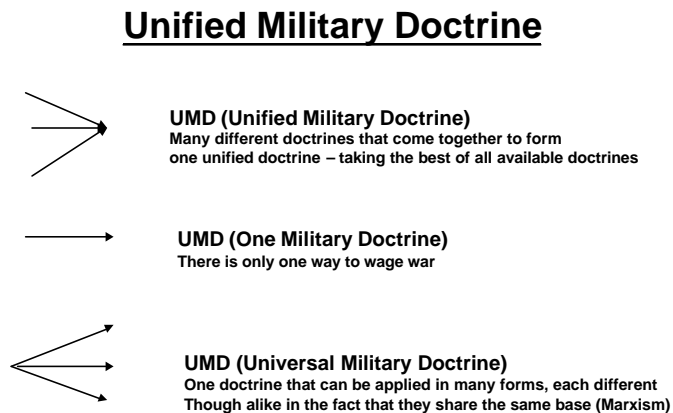 Unified Military Doctrine
UMD (Unified Military Doctrine)
Many different doctrines that come together to form
one unified doctrine – taking the best of all available doctrines
UMD (One Military Doctrine)
There is only one way to wage war
UMD (Universal Military Doctrine)
One doctrine that can be applied in many forms, each different
Though alike in the fact that they share the same base (Marxism)